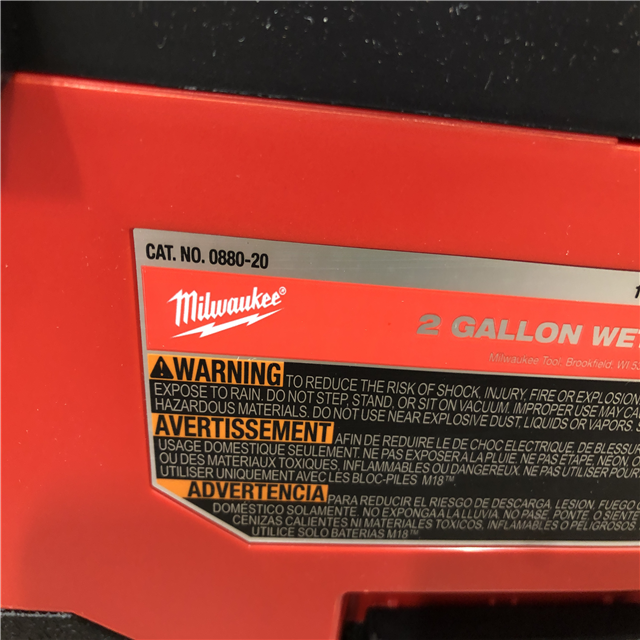 CAT. NO. 0880-20
Milwaukee®
2 GALLON WET
Milwaukee Tool, Brookfield, WI 53
WARNING TO REDUCE THE RISK OF SHOCK, INJURY, FIRE OR EXPLOSION
EXPOSE TO RAIN. DO NOT STEP, STAND, OR SIT ON VACUUM. IMPROPER USE MAY CA
HAZARDOUS MATERIALS. DO NOT USE NEAR EXPLOSIVE DUST, LIQUIDS OR VAPORS.
AVERTISSEMENT AFIN DE REDUIRE LE DE CHOC ELECTRIQUE, DE BLESSUR
USAGE DOMESTIQUE SEULEMENT. NE PAS EXPOSER A LA PLUIE. NE PAS
OU DES MATERIAUX TOXIQUES, INFLAMMABLES OU DANGEREUX. NE PAS UTILISER POUR
UTILISER UNIQUEMENT AVEC LES BLOC-PILES M18™.
ADVERTENCIA PARA REDUCIR EL RIESGO DE DESCARGA, LESION, FUEGO
DOMÉSTICO SOLAMENTE. NO EXPONGA A LA LLUVIA. NO PASE, PONTE O SIENTE
CENIZAS CALIENTES NI MATERIALES TOXICOS, INFLAMABLES O PELIGROSOS
UTILICE SOLO BATERIAS M18™